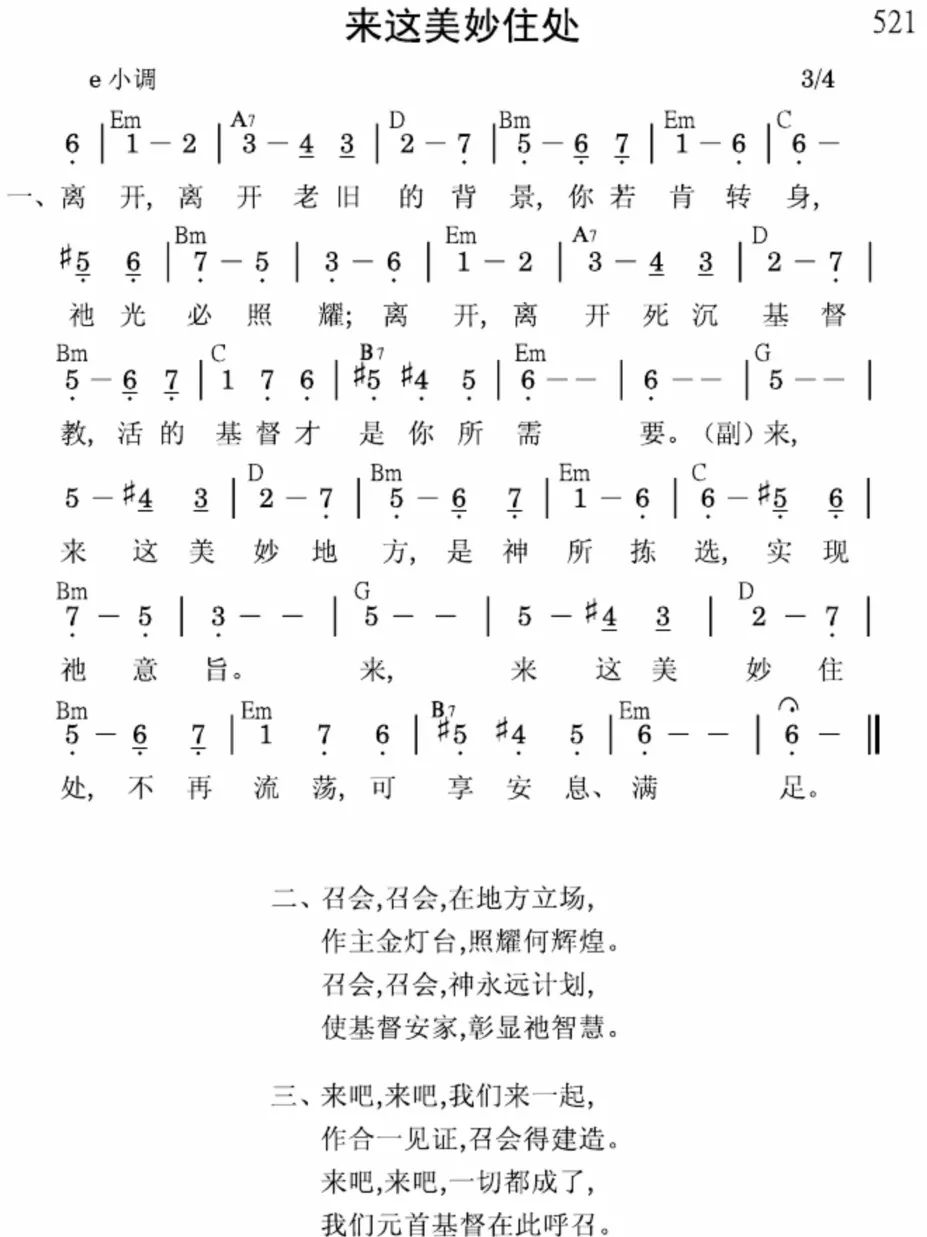 来这美妙住处 521
e 小调 3/4
Em A7 D Bm Em C
6̣ | 1 — 2 | 3 — 4̲ 3̲ | 2 — 7̣ | 5̣ — 6̣̲ 7̣̲ | 1 — 6̣ | 6̣ —
一、离 开, 离 开 老 旧 的 背 景, 你 若 肯 转 身,
Bm Em A7 D
#5̣̲ 6̣̲ | 7̣ — 5̣ | 3̣ — 6̣ | 1 — 2 | 3 — 4̲ 3̲ | 2 — 7̣ |
祂 光 必 照 耀; 离 开, 离 开 死 沉 基 督
Bm C B7 Em G
5̣ — 6̣̲ 7̣̲ | 1 7̣ 6̣ | #5̣ #4̣ 5̣ | 6̣ — — | 6̣ — — | 5 — — |
教, 活 的 基 督 才 是 你 所 需 要。(副) 来,
D Bm Em C
5 — #4̲ 3̲ | 2 — 7̣ | 5̣ — 6̣̲ 7̣̲ | 1 — 6̣ | 6̣ — #5̣̲ 6̣̲ |
来 这 美 妙 地 方, 是 神 所 拣 选, 实 现
Bm G D
7̣ — 5̣ | 3̣ — — | 5 — — | 5 — #4̲ 3̲ | 2 — 7̣ |
祂 意 旨。 来, 来 这 美 妙 住
Bm Em B7 Em
5̣ — 6̣̲ 7̣̲ | 1 7̣ 6̣ | #5̣ #4̣ 5̣ | 6̣ — — | 6̣ — ‖
处, 不 再 流 荡, 可 享 安 息、 满 足。
二、召会,召会,在地方立场,
作主金灯台,照耀何辉煌。
召会,召会,神永远计划,
使基督安家,彰显祂智慧。
三、来吧,来吧,我们来一起,
作合一见证,召会得建造。
来吧,来吧,一切都成了,
我们元首基督在此呼召。